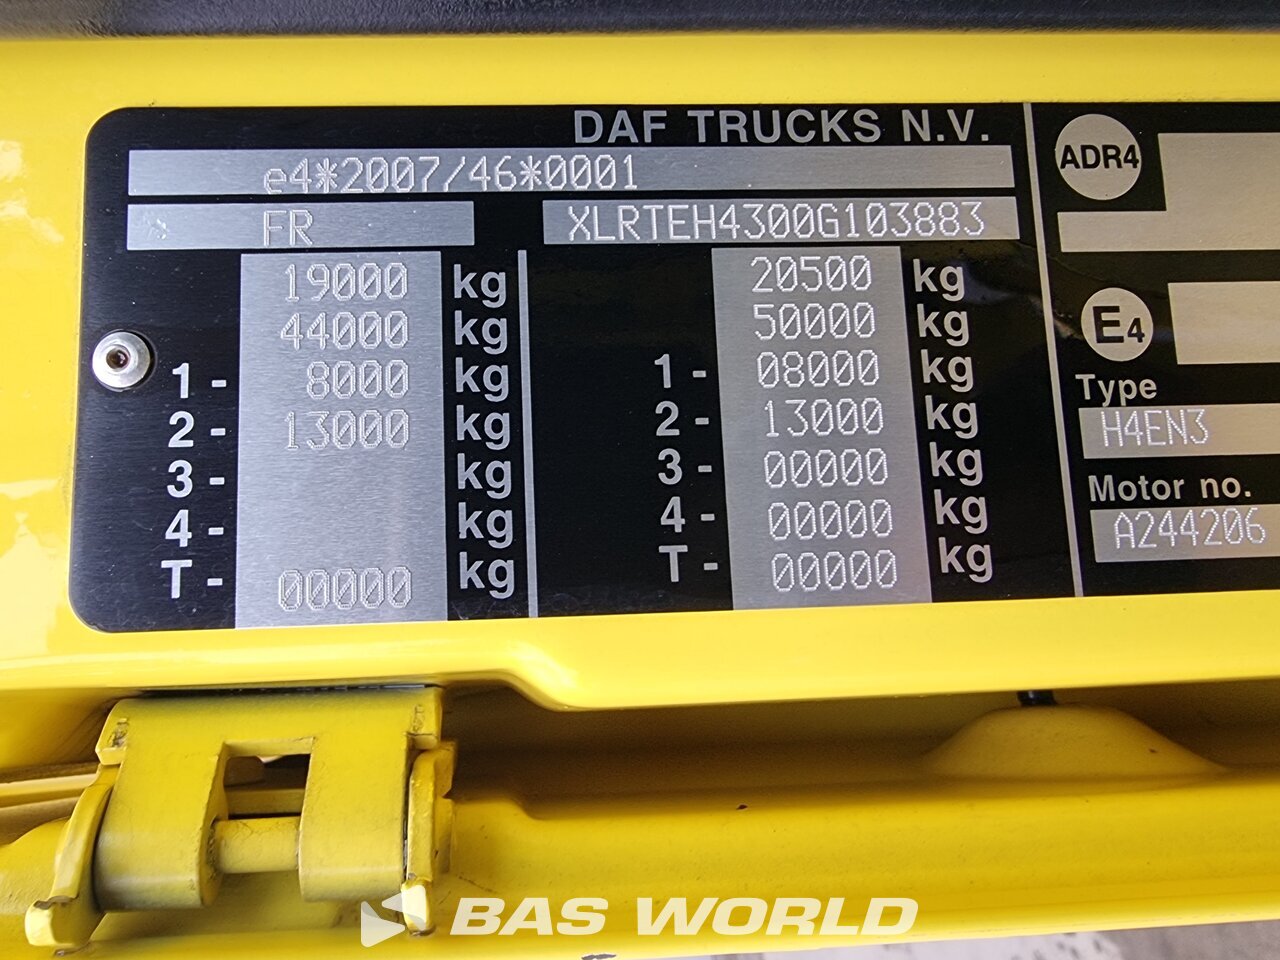 DAF TRUCKS N.V.
e4*2007/46*0001
FR XLRTEH4300G103883
19000 kg 20500 kg
44000 kg 50000 kg
1- 8000 kg 1- 08000 kg
2- 13000 kg 2- 13000 kg
3- kg 3- 00000 kg
4- kg 4- 00000 kg
T- 00000 kg T- 00000 kg
ADR4
E4
Type
H4EN3
Motor no.
A244206
BAS WORLD